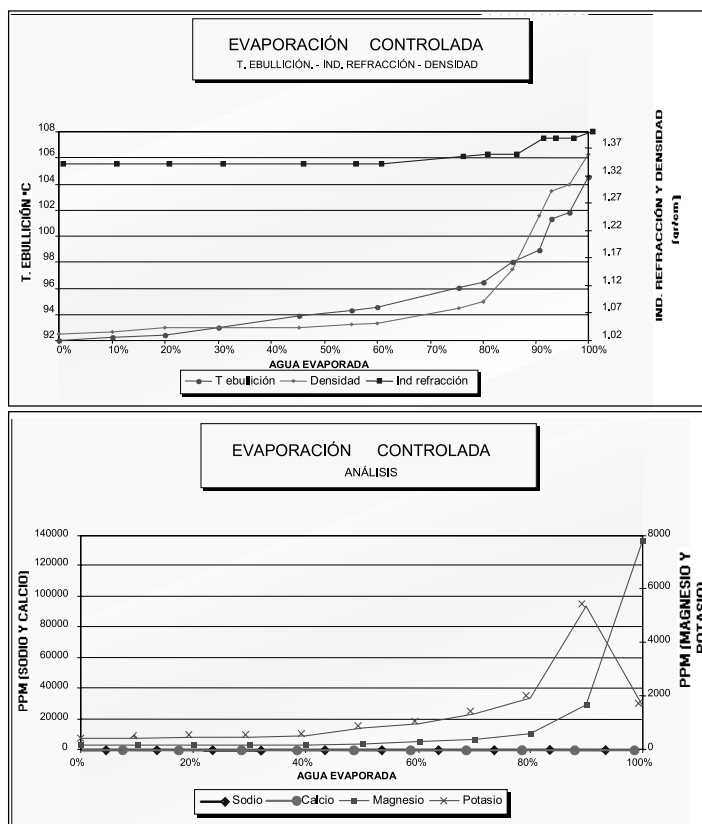 EVAPORACIÓN CONTROLADA
T. EBULLICIÓN. - IND. REFRACCIÓN - DENSIDAD
108
106
104
102
100
98
96
94
92
T. EBULLICIÓN ºC
1.37
1.32
1.27
1.22
1.17
1.12
1.07
1.02
IND. REFRACCIÓN Y DENSIDAD
(gr/cm)
0% 10% 20% 30% 40% 50% 60% 70% 80% 90% 100%
AGUA EVAPORADA
T ebullición Densidad Ind refracción
EVAPORACIÓN CONTROLADA
ANÁLISIS
140000
120000
100000
80000
60000
40000
20000
0
PPM (SODIO Y CALCIO)
8000
6000
4000
2000
0
PPM (MAGNESIO Y
POTASIO)
0% 20% 40% 60% 80% 100%
AGUA EVAPORADA
Sodio Calcio Magnesio Potasio